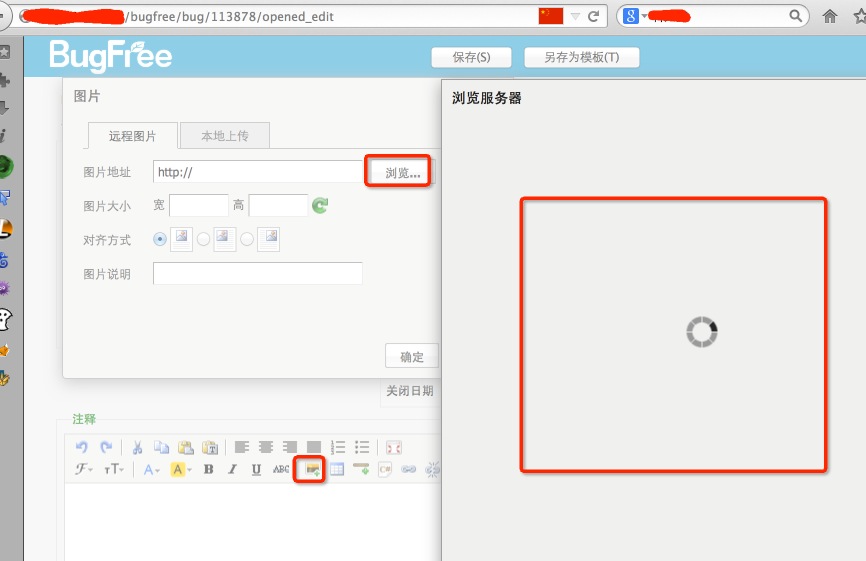 /bugfree/bug/113878/opened_edit
BugFree
保存(S)
另存为模板(T)
图片
浏览服务器
远程图片
本地上传
图片地址
http://
浏览...
图片大小
宽
高
对齐方式
图片说明
确定
关闭日期
注释
B I U ABC